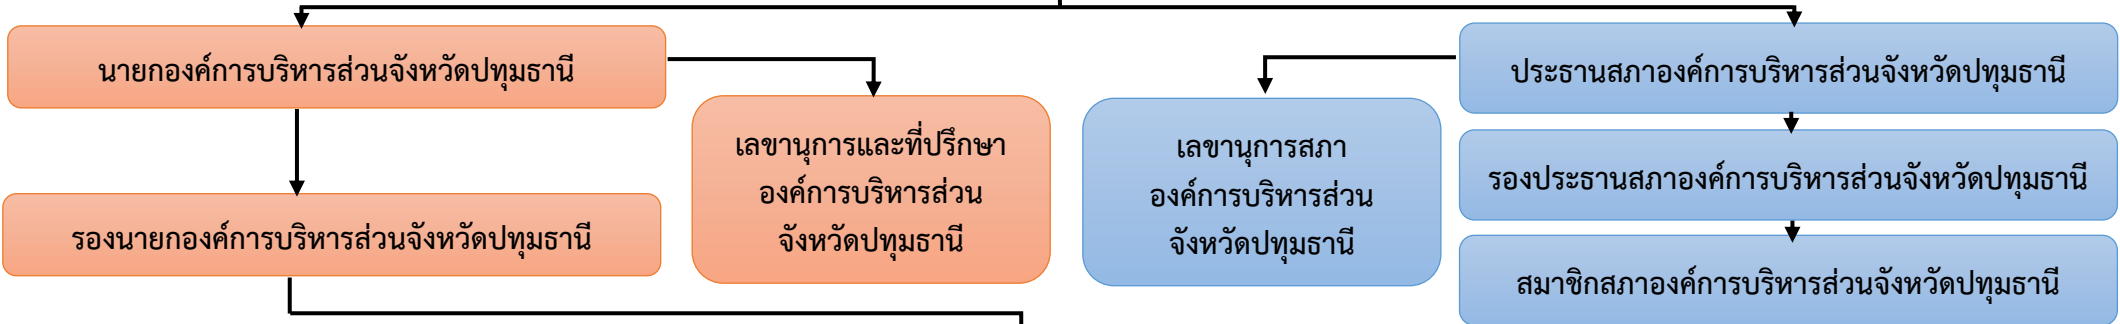 นายกองค์การบริหารส่วนจังหวัดปทุมธานี
รองนายกองค์การบริหารส่วนจังหวัดปทุมธานี
เลขานุการและที่ปรึกษา
องค์การบริหารส่วน
จังหวัดปทุมธานี
เลขานุการสภา
องค์การบริหารส่วน
จังหวัดปทุมธานี
ประธานสภาองค์การบริหารส่วนจังหวัดปทุมธานี
รองประธานสภาองค์การบริหารส่วนจังหวัดปทุมธานี
สมาชิกสภาองค์การบริหารส่วนจังหวัดปทุมธานี